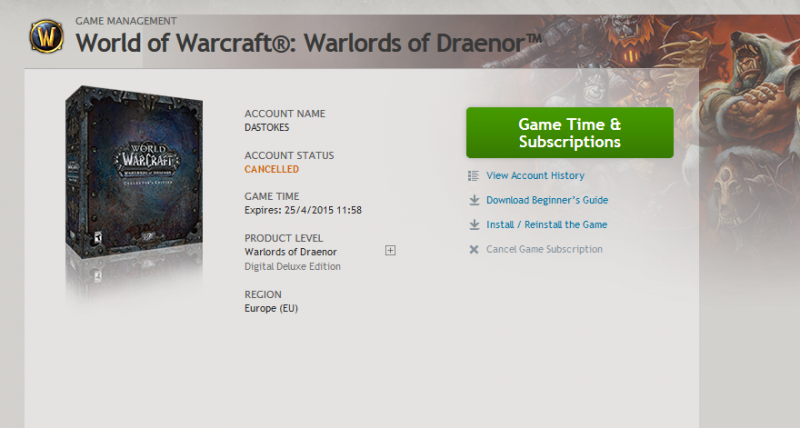 GAME MANAGEMENT
World of Warcraft®: Warlords of Draenor™
WORLD
OF
WARCRAFT
WARLORDS OF DRAENOR
COLLECTOR'S EDITION
ACCOUNT NAME
DASTOKES
ACCOUNT STATUS
CANCELLED
GAME TIME
Expires: 25/4/2015 11:58
PRODUCT LEVEL
Warlords of Draenor
Digital Deluxe Edition
REGION
Europe (EU)
Game Time &
Subscriptions
View Account History
Download Beginner's Guide
Install / Reinstall the Game
Cancel Game Subscription